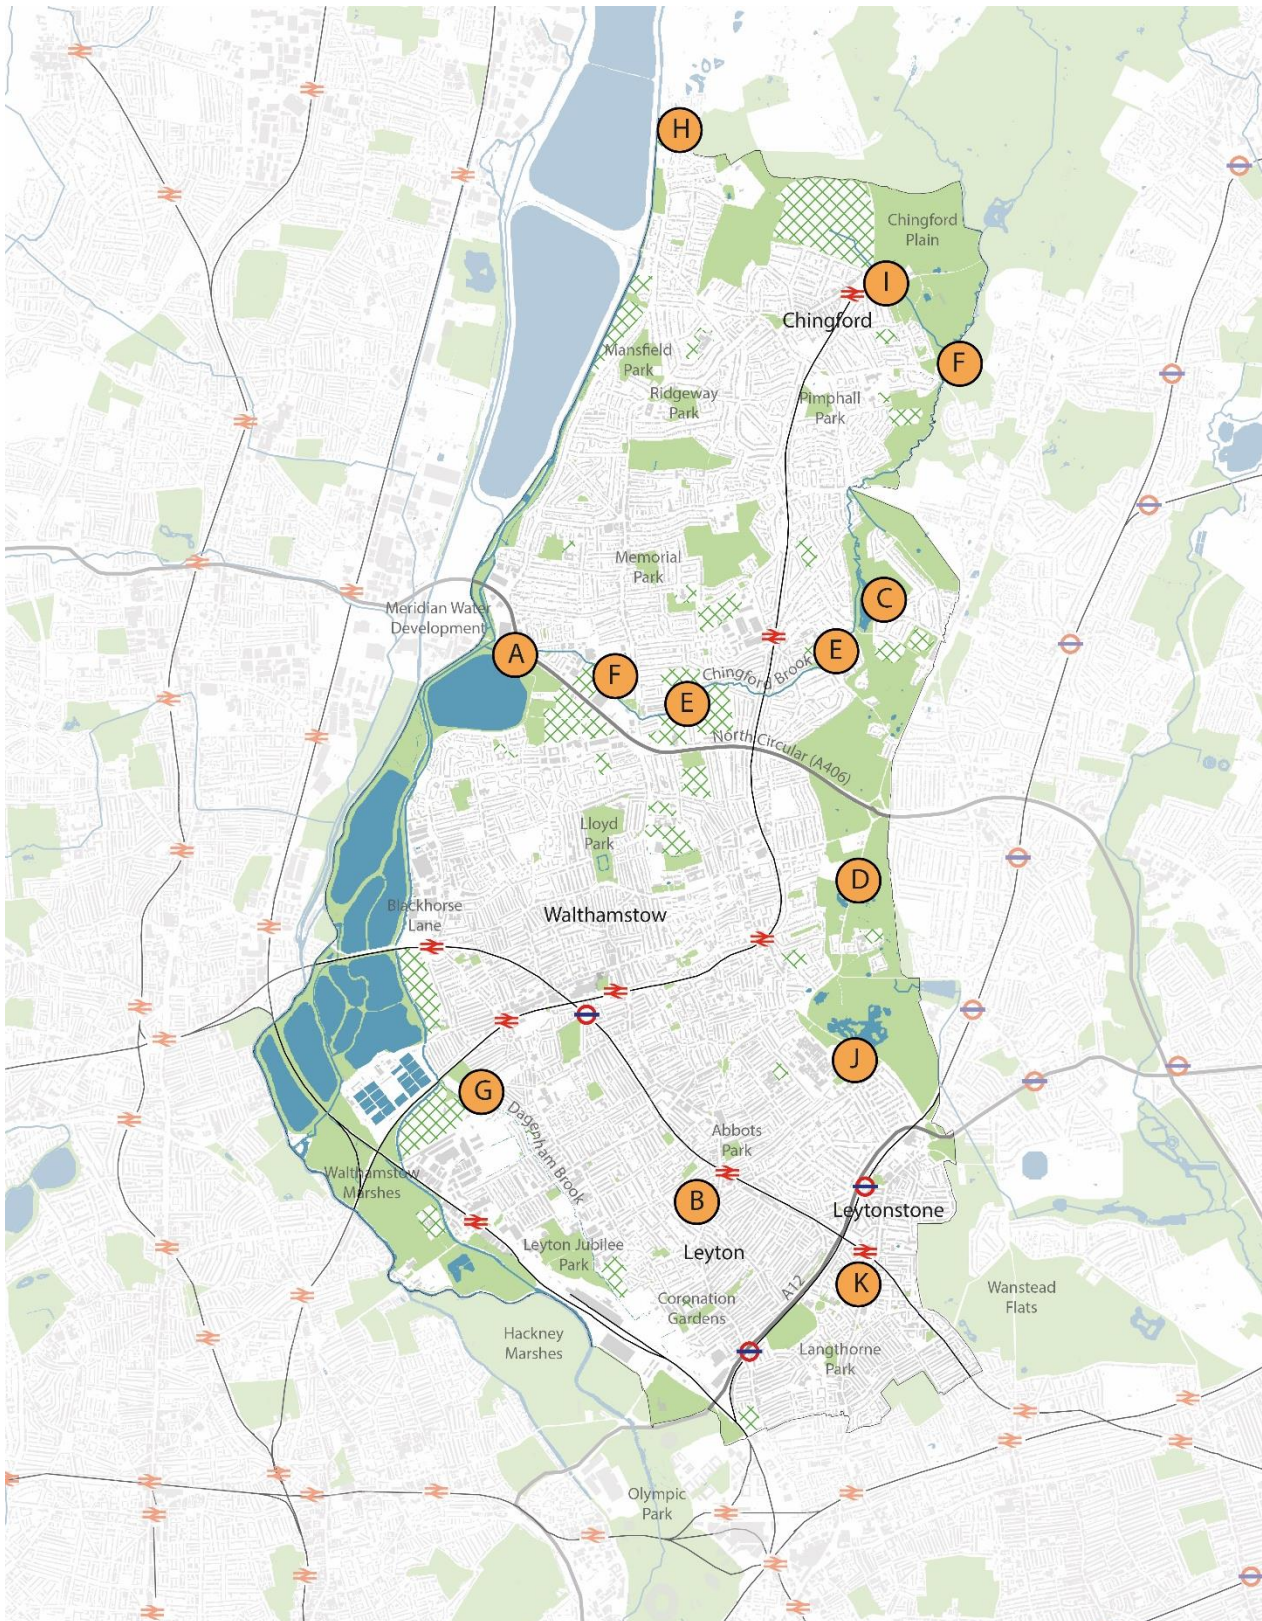 H
Chingford
Plain
I
Chingford
F
Mansfield
Park
Ridgeway
Park
Pimphall
Park
Memorial
Park
C
Meridian Water
Development
A
E
F
Chingford Brook
E
North Circular (A406)
Lloyd
Park
D
Blackhorse
Lane
Walthamstow
J
G
Dagenham Brook
Abbots
Park
Walthamstow
Marshes
B
Leytonstone
Leyton Jubilee
Park
Leyton
K
A12
Coronation
Gardens
Wanstead
Flats
Hackney
Marshes
Langthorne
Park
Olympic
Park